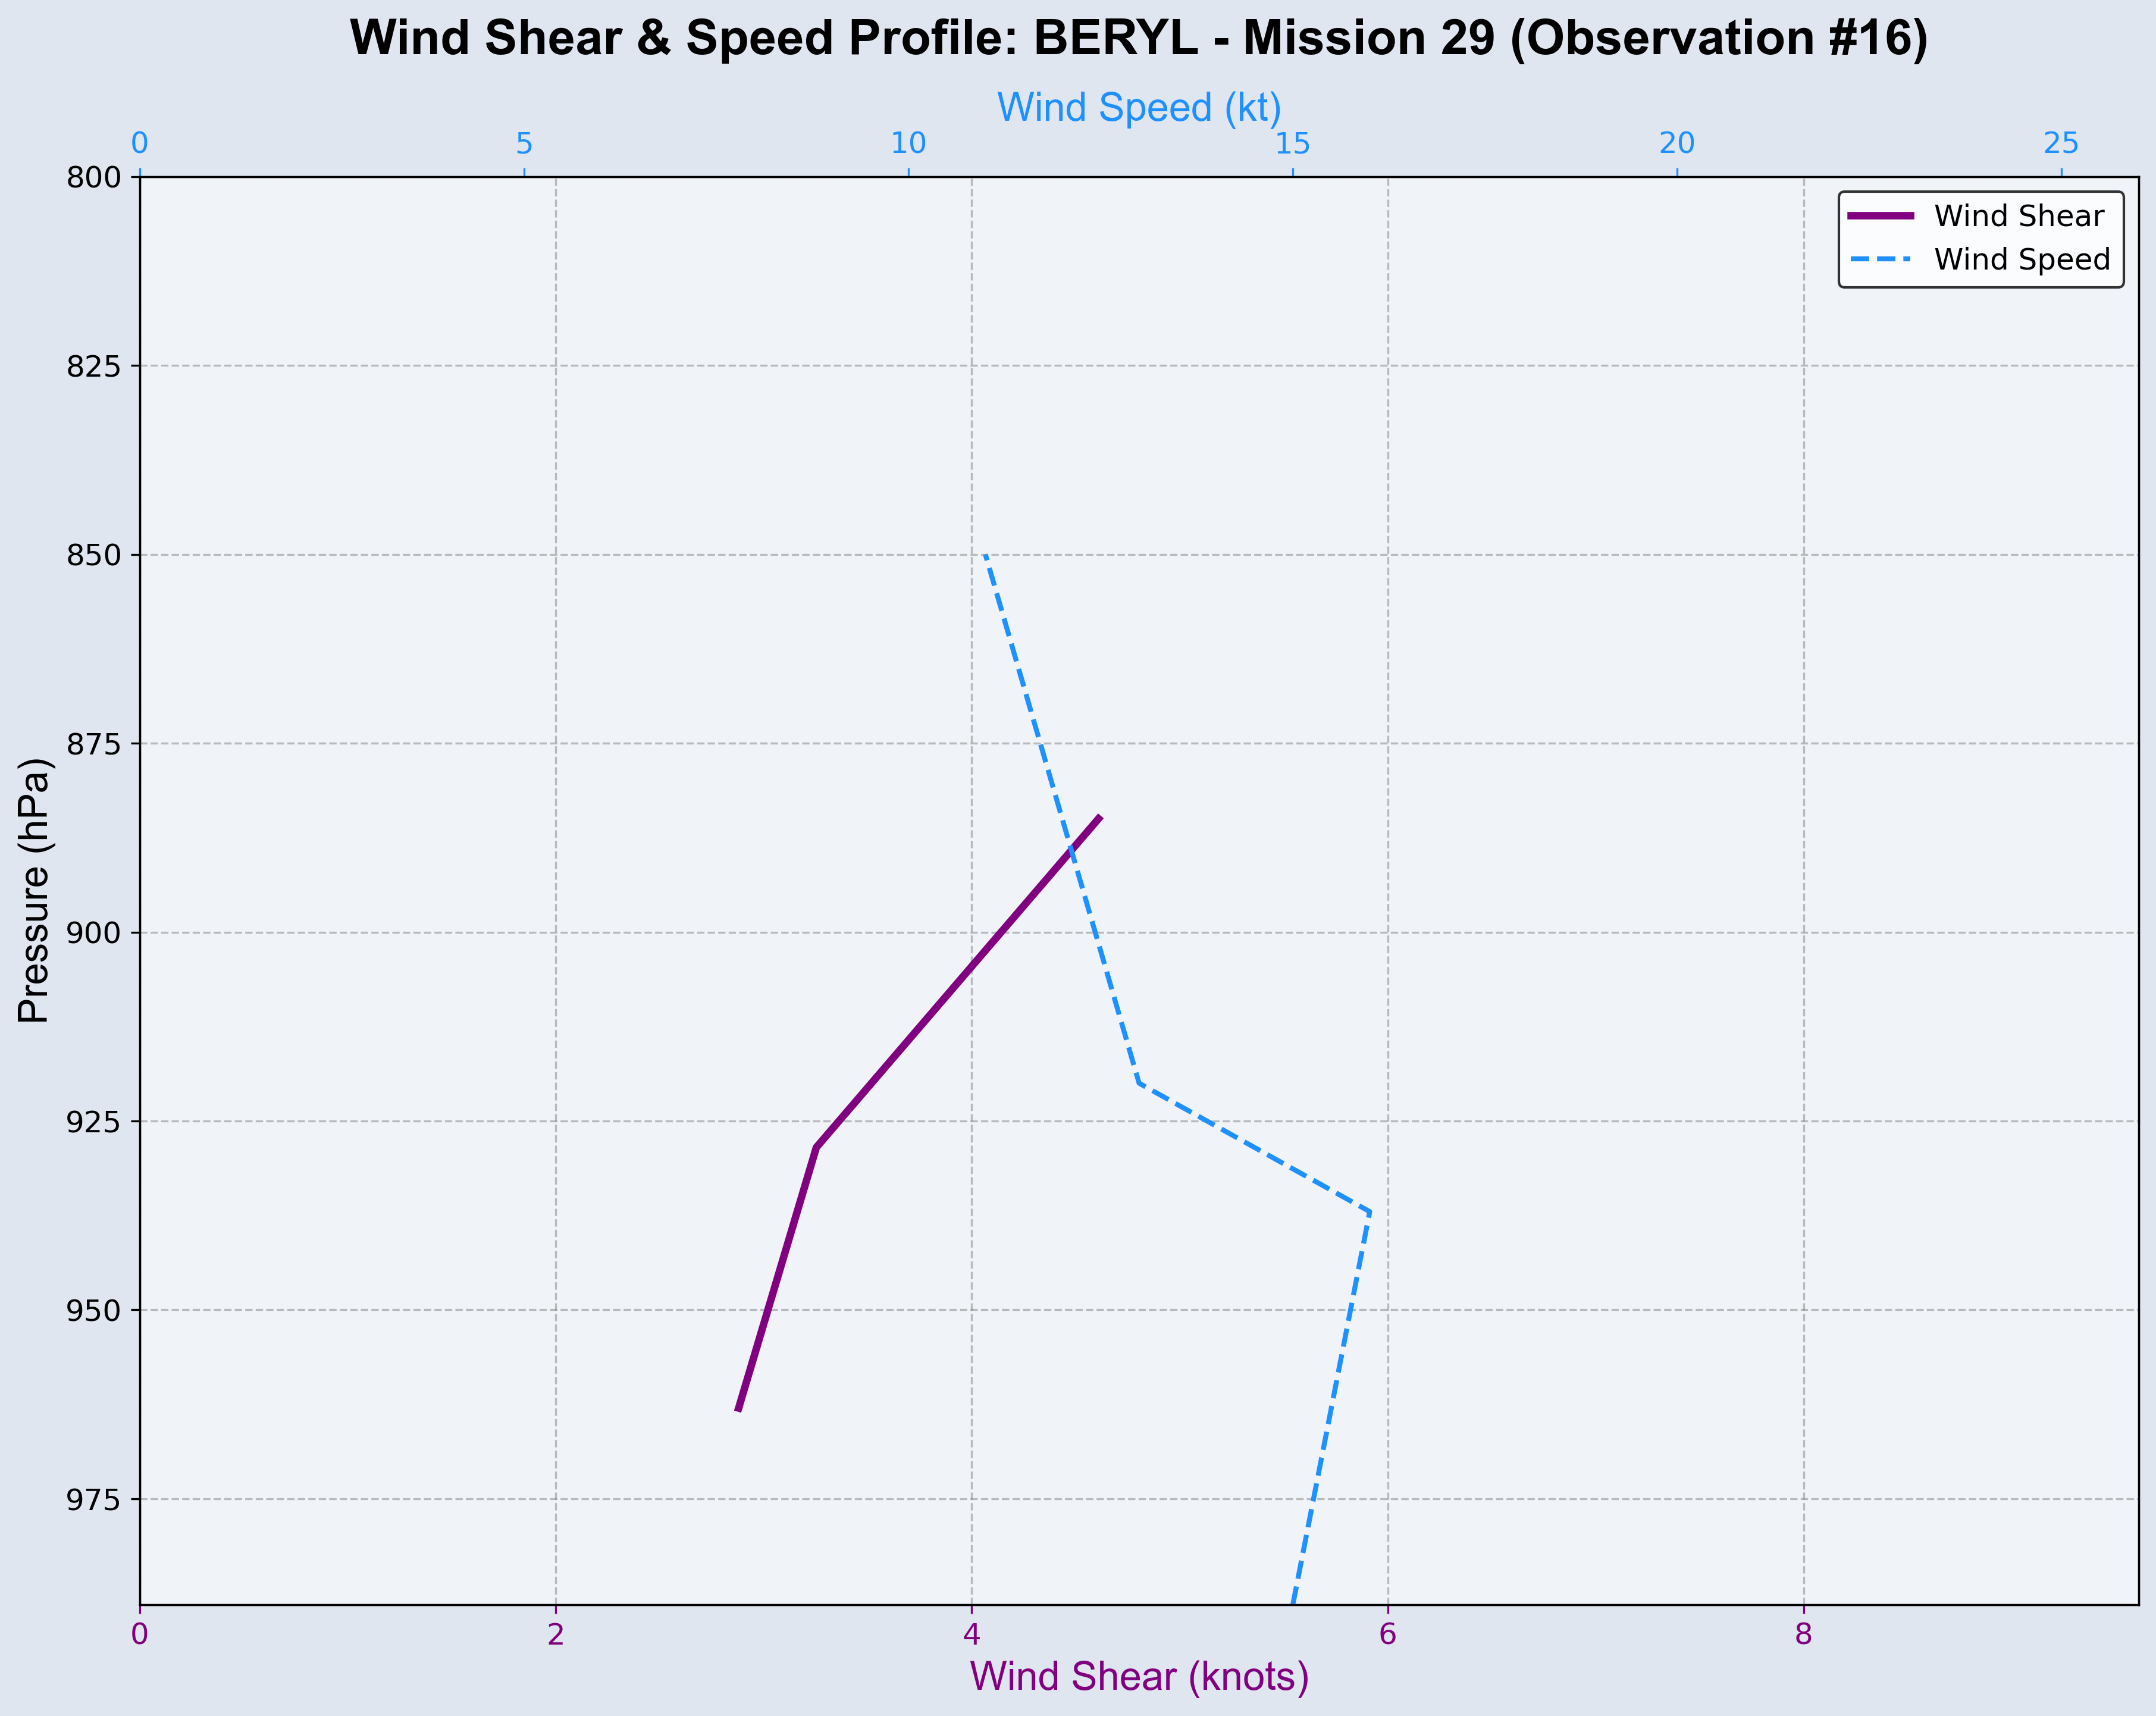 Wind Shear & Speed Profile: BERYL - Mission 29 (Observation #16)
Wind Speed (kt)
0 5 10 15 20 25
Wind Shear
Wind Speed
Pressure (hPa)
800
825
850
875
900
925
950
975
0 2 4 6 8
Wind Shear (knots)